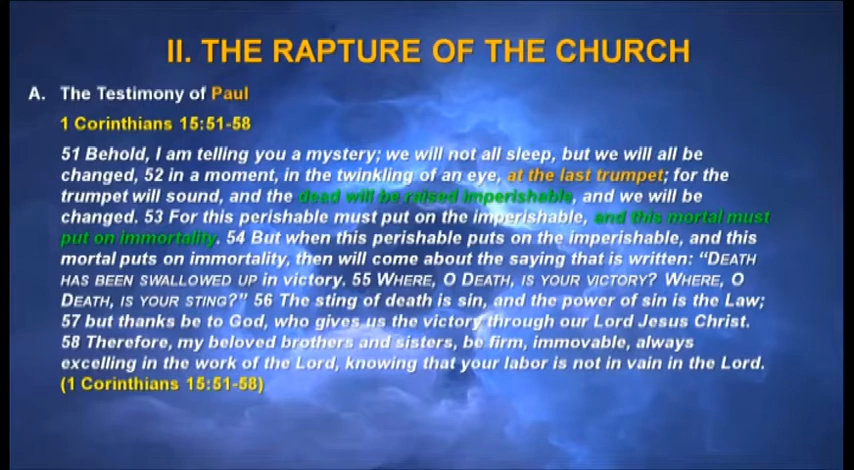 II. THE RAPTURE OF THE CHURCH
A. The Testimony of Paul
1 Corinthians 15:51-58
51 Behold, I am telling you a mystery; we will not all sleep, but we will all be
changed, 52 in a moment, in the twinkling of an eye, at the last trumpet; for the
trumpet will sound, and the dead will be raised imperishable, and we will be
changed. 53 For this perishable must put on the imperishable, and this mortal must
put on immortality. 54 But when this perishable puts on the imperishable, and this
mortal puts on immortality, then will come about the saying that is written: “DEATH
HAS BEEN SWALLOWED UP in victory. 55 WHERE, O DEATH, IS YOUR VICTORY? WHERE, O
DEATH, IS YOUR STING?” 56 The sting of death is sin, and the power of sin is the Law;
57 but thanks be to God, who gives us the victory through our Lord Jesus Christ.
58 Therefore, my beloved brothers and sisters, be firm, immovable, always
excelling in the work of the Lord, knowing that your labor is not in vain in the Lord.
(1 Corinthians 15:51-58)